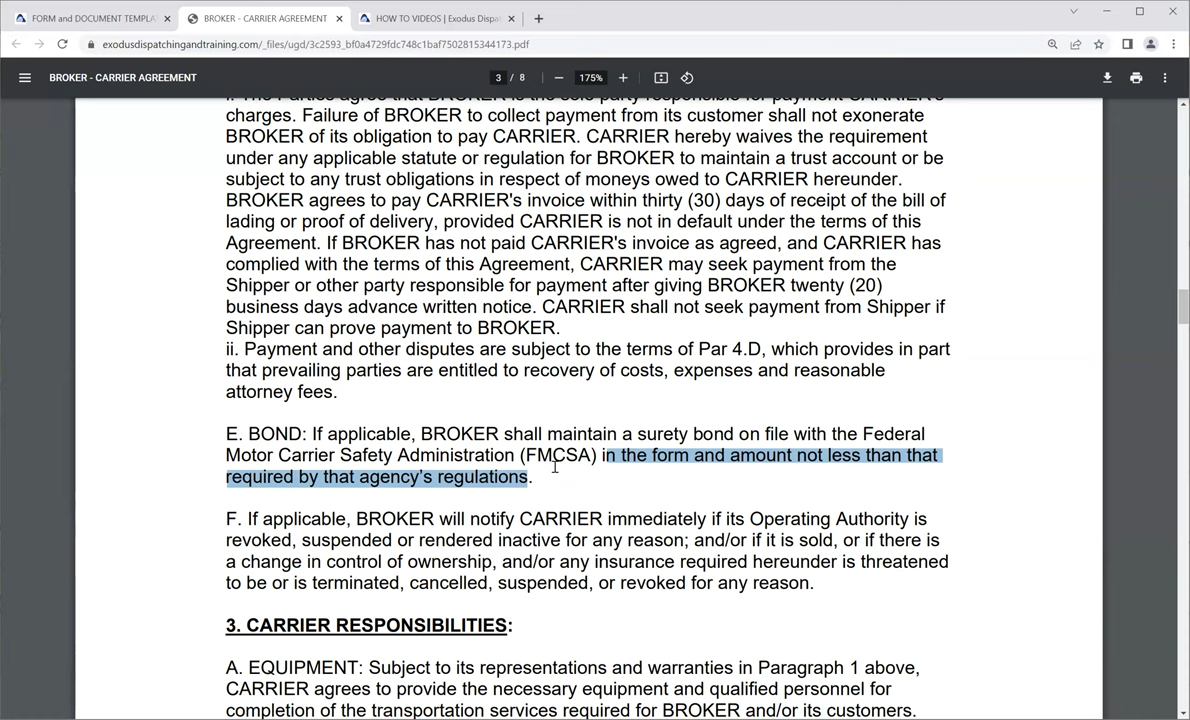 FORM and DOCUMENT TEMPLA
BROKER - CARRIER AGREEMENT
HOW TO VIDEOS | Exodus Dispat
exodusdispatchingandtraining.com/_files/ugd/3c2593_bf0a4729fdc748c1baf7502815344173.pdf
BROKER - CARRIER AGREEMENT
3 / 8
175%
i. The Parties agree that BROKER is the sole party responsible for payment CARRIER's
charges. Failure of BROKER to collect payment from its customer shall not exonerate
BROKER of its obligation to pay CARRIER. CARRIER hereby waives the requirement
under any applicable statute or regulation for BROKER to maintain a trust account or be
subject to any trust obligations in respect of moneys owed to CARRIER hereunder.
BROKER agrees to pay CARRIER's invoice within thirty (30) days of receipt of the bill of
lading or proof of delivery, provided CARRIER is not in default under the terms of this
Agreement. If BROKER has not paid CARRIER's invoice as agreed, and CARRIER has
complied with the terms of this Agreement, CARRIER may seek payment from the
Shipper or other party responsible for payment after giving BROKER twenty (20)
business days advance written notice. CARRIER shall not seek payment from Shipper if
Shipper can prove payment to BROKER.
ii. Payment and other disputes are subject to the terms of Par 4.D, which provides in part
that prevailing parties are entitled to recovery of costs, expenses and reasonable
attorney fees.
E. BOND: If applicable, BROKER shall maintain a surety bond on file with the Federal
Motor Carrier Safety Administration (FMCSA) in the form and amount not less than that
required by that agency’s regulations.
F. If applicable, BROKER will notify CARRIER immediately if its Operating Authority is
revoked, suspended or rendered inactive for any reason; and/or if it is sold, or if there is
a change in control of ownership, and/or any insurance required hereunder is threatened
to be or is terminated, cancelled, suspended, or revoked for any reason.
3. CARRIER RESPONSIBILITIES:
A. EQUIPMENT: Subject to its representations and warranties in Paragraph 1 above,
CARRIER agrees to provide the necessary equipment and qualified personnel for
completion of the transportation services required for BROKER and/or its customers.